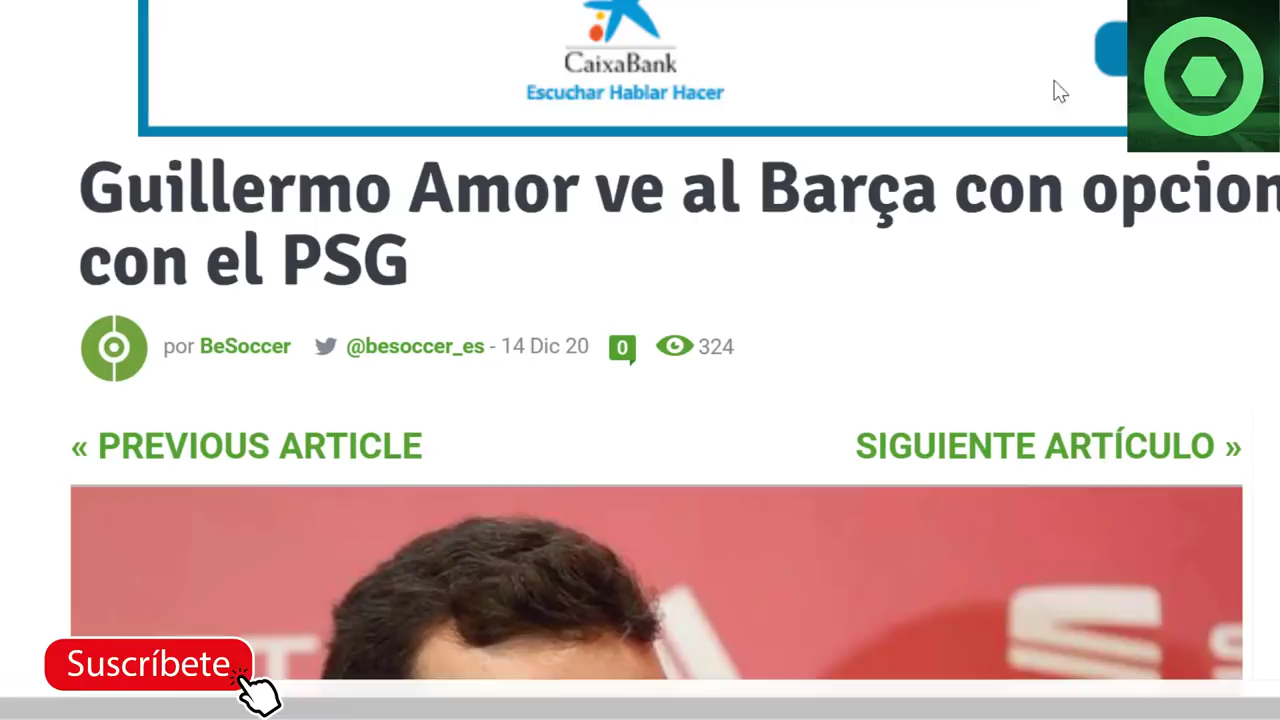 CaixaBank
Escuchar Hablar Hacer
Guillermo Amor ve al Barça con opcion
con el PSG
por BeSoccer @besoccer_es - 14 Dic 20 0 324
« PREVIOUS ARTICLE SIGUIENTE ARTÍCULO »
Suscríbete